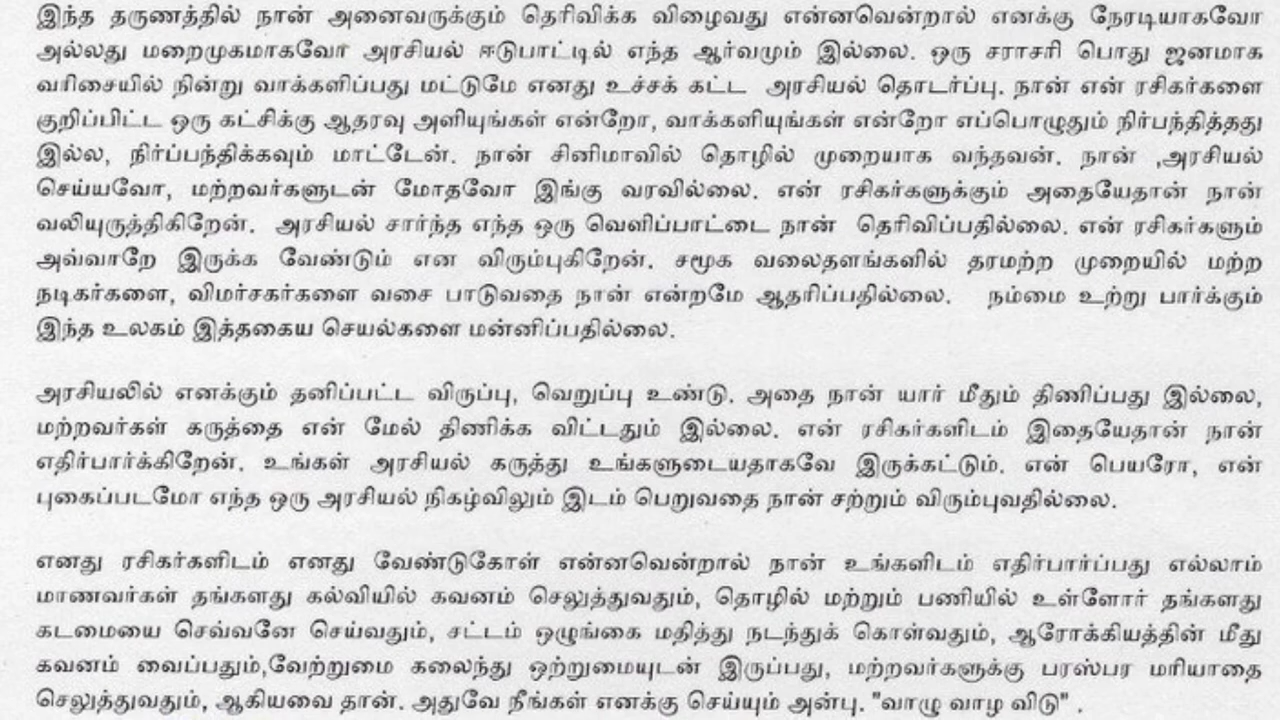 இந்த தருணத்தில் நான் அனைவருக்கும் தெரிவிக்க விழைவது என்னவென்றால் எனக்கு நேரடியாகவோ
அல்லது மறைமுகமாகவோ அரசியல் ஈடுபாட்டில் எந்த ஆர்வமும் இல்லை. ஒரு சராசரி பொது ஜனமாக
வரிசையில் நின்று வாக்களிப்பது மட்டுமே எனது உச்சக் கட்ட அரசியல் தொடர்ப்பு. நான் என் ரசிகர்களை
குறிப்பிட்ட ஒரு கட்சிக்கு ஆதரவு அளியுங்கள் என்றோ, வாக்களியுங்கள் என்றோ எப்பொழுதும் நிர்பந்தித்தது
இல்ல, நிர்ப்பந்திக்கவும் மாட்டேன். நான் சினிமாவில் தொழில் முறையாக வந்தவன். நான் ,அரசியல்
செய்யவோ, மற்றவர்களுடன் மோதவோ இங்கு வரவில்லை. என் ரசிகர்களுக்கும் அதையேதான் நான்
வலியுருத்திகிறேன். அரசியல் சார்ந்த எந்த ஒரு வெளிப்பாட்டை நான் தெரிவிப்பதில்லை. என் ரசிகர்களும்
அவ்வாறே இருக்க வேண்டும் என விரும்புகிறேன். சமூக வலைதளங்களில் தரமற்ற முறையில் மற்ற
நடிகர்களை, விமர்சகர்களை வசை பாடுவதை நான் என்றமே ஆதரிப்பதில்லை. நம்மை உற்று பார்க்கும்
இந்த உலகம் இத்தகைய செயல்களை மன்னிப்பதில்லை.
அரசியலில் எனக்கும் தனிப்பட்ட விருப்பு, வெறுப்பு உண்டு. அதை நான் யார் மீதும் திணிப்பது இல்லை,
மற்றவர்கள் கருத்தை என் மேல் திணிக்க விட்டதும் இல்லை. என் ரசிகர்களிடம் இதையேதான் நான்
எதிர்பார்க்கிறேன். உங்கள் அரசியல் கருத்து உங்களுடையதாகவே இருக்கட்டும். என் பெயரோ, என்
புகைப்படமோ எந்த ஒரு அரசியல் நிகழ்விலும் இடம் பெறுவதை நான் சற்றும் விரும்புவதில்லை.
எனது ரசிகர்களிடம் எனது வேண்டுகோள் என்னவென்றால் நான் உங்களிடம் எதிர்பார்ப்பது எல்லாம்
மாணவர்கள் தங்களது கல்வியில் கவனம் செலுத்துவதும், தொழில் மற்றும் பணியில் உள்ளோர் தங்களது
கடமையை செவ்வனே செய்வதும், சட்டம் ஒழுங்கை மதித்து நடந்துக் கொள்வதும், ஆரோக்கியத்தின் மீது
கவனம் வைப்பதும்,வேற்றுமை கலைந்து ஒற்றுமையுடன் இருப்பது, மற்றவர்களுக்கு பரஸ்பர மரியாதை
செலுத்துவதும், ஆகியவை தான். அதுவே நீங்கள் எனக்கு செய்யும் அன்பு. "வாழு வாழ விடு" .